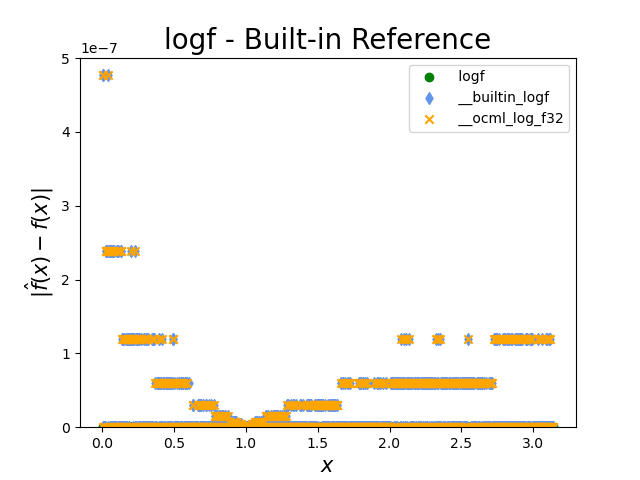 logf - Built-in Reference
1e−7
5
4
3
2
1
0
|f̂(x) − f(x)|
logf
__builtin_logf
__ocml_log_f32
0.0 0.5 1.0 1.5 2.0 2.5 3.0
x